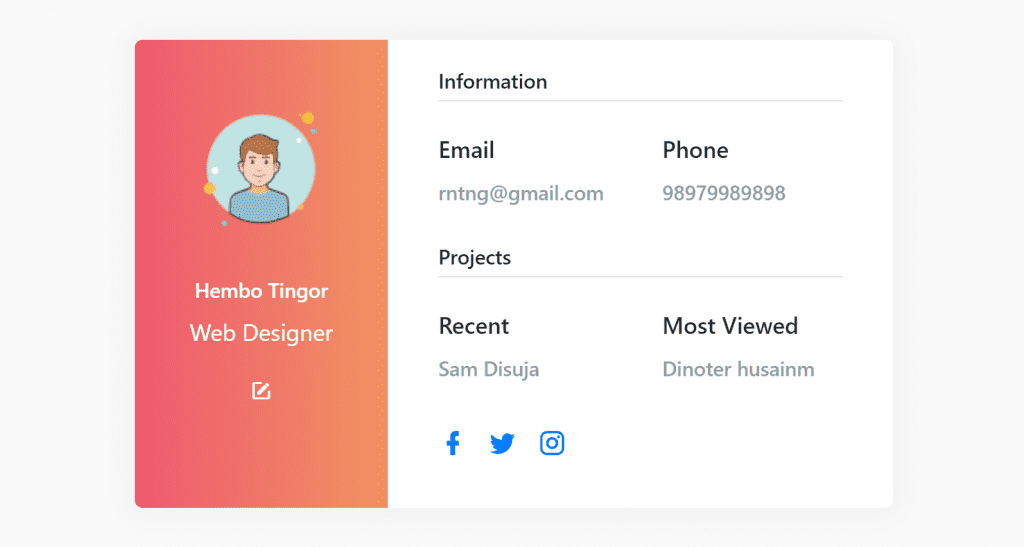 Hembo Tingor
Web Designer
Information
Email
Phone
rntng@gmail.com
98979989898
Projects
Recent
Most Viewed
Sam Disuja
Dinoter husainm